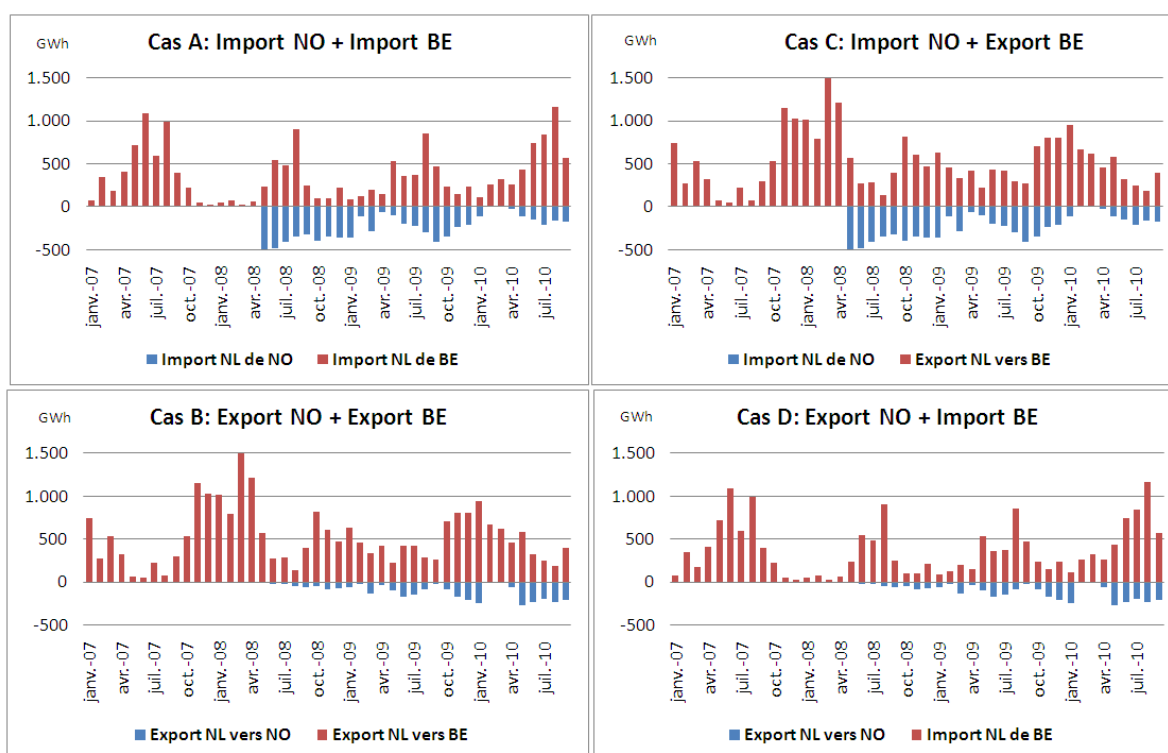 GWh Cas A: Import NO + Import BE
1.500
1.000
500
0
-500
janv.-07 avr.-07 juil.-07 oct.-07 janv.-08 avr.-08 juil.-08 oct.-08 janv.-09 avr.-09 juil.-09 oct.-09 janv.-10 avr.-10 juil.-10
Import NL de NO Import NL de BE
GWh Cas C: Import NO + Export BE
1.500
1.000
500
0
-500
janv.-07 avr.-07 juil.-07 oct.-07 janv.-08 avr.-08 juil.-08 oct.-08 janv.-09 avr.-09 juil.-09 oct.-09 janv.-10 avr.-10 juil.-10
Import NL de NO Export NL vers BE
GWh Cas B: Export NO + Export BE
1.500
1.000
500
0
-500
janv.-07 avr.-07 juil.-07 oct.-07 janv.-08 avr.-08 juil.-08 oct.-08 janv.-09 avr.-09 juil.-09 oct.-09 janv.-10 avr.-10 juil.-10
Export NL vers NO Export NL vers BE
GWh Cas D: Export NO + Import BE
1.500
1.000
500
0
-500
janv.-07 avr.-07 juil.-07 oct.-07 janv.-08 avr.-08 juil.-08 oct.-08 janv.-09 avr.-09 juil.-09 oct.-09 janv.-10 avr.-10 juil.-10
Export NL vers NO Import NL de BE